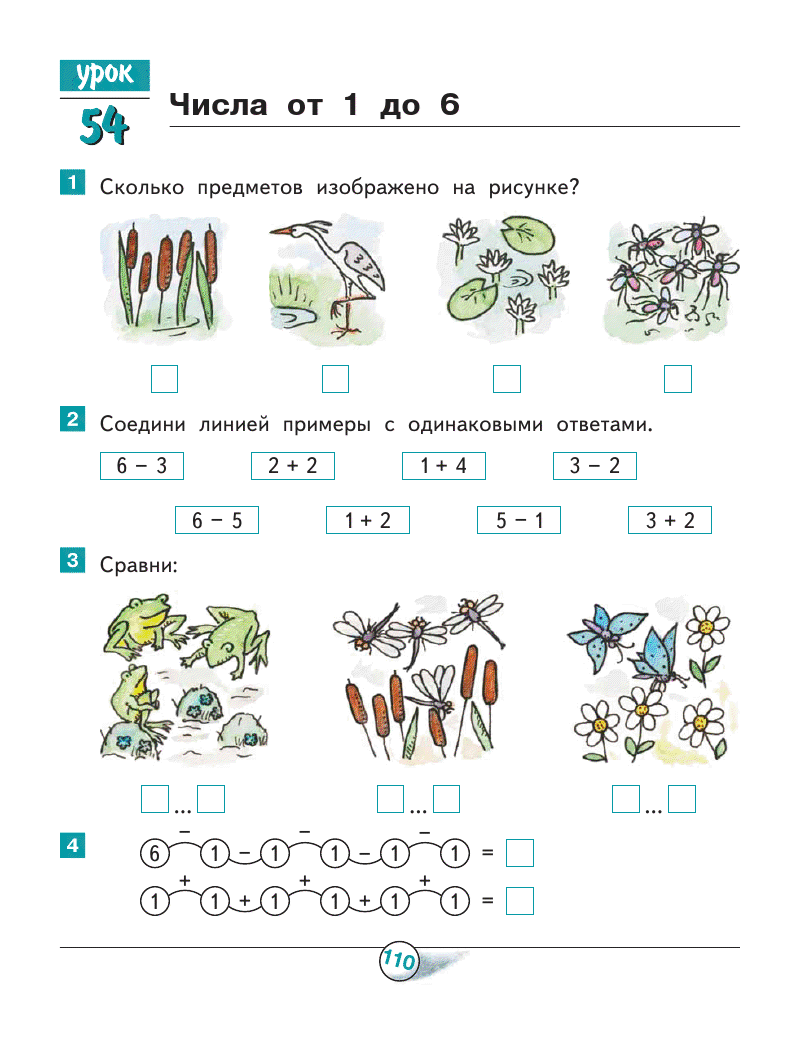 урок
54
Числа от 1 до 6
1 Сколько предметов изображено на рисунке?
2 Соедини линией примеры с одинаковыми ответами.
6 − 3 2 + 2 1 + 4 3 − 2
6 − 5 1 + 2 5 − 1 3 + 2
3 Сравни:
... ... ...
4 6 − 1 − 1 − 1 − 1 − 1 =
1 + 1 + 1 + 1 + 1 + 1 =
110